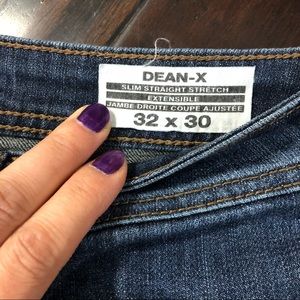 DEAN-X
SLIM STRAIGHT STRETCH
EXTENSIBLE
JAMBE DROITE COUPE AJUSTÉE
32 x 30